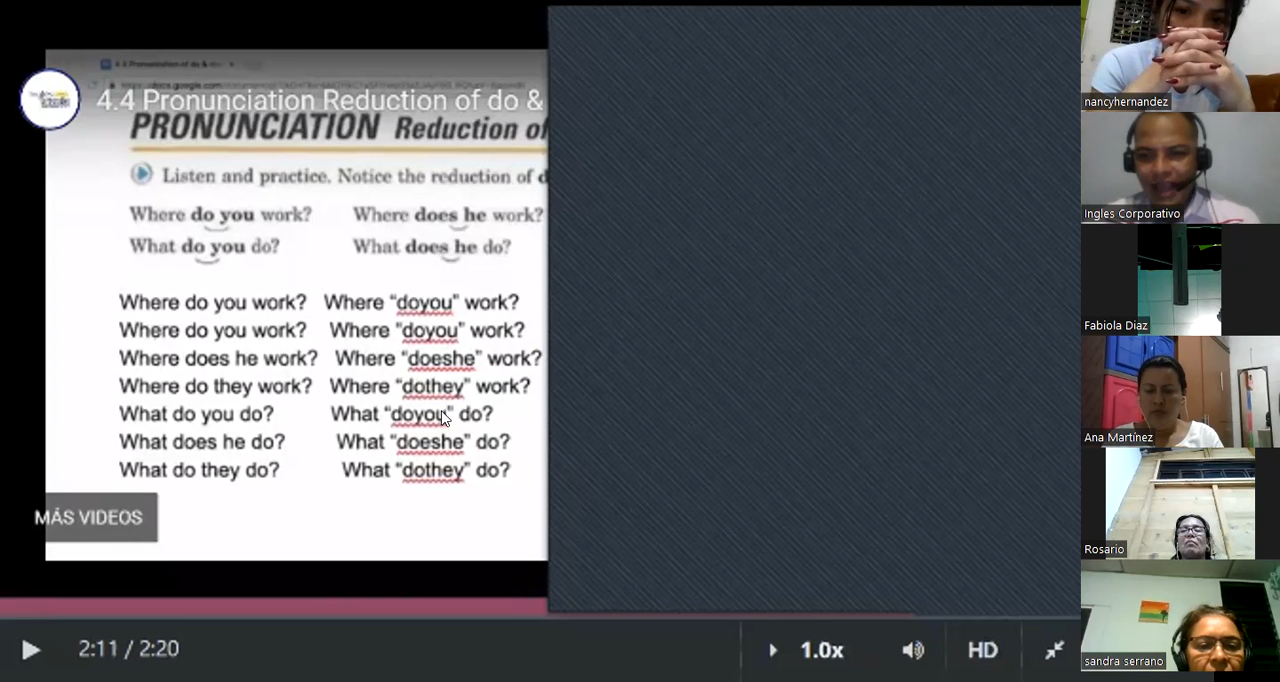 4.4 Pronunciation Reduction of do &
PRONUNCIATION Reduction of
Listen and practice. Notice the reduction of d
Where do you work? Where does he work?
What do you do? What does he do?
Where do you work? Where “doyou” work?
Where do you work? Where “doyou” work?
Where does he work? Where “doeshe” work?
Where do they work? Where “dothey” work?
What do you do? What “doyou” do?
What does he do? What “doeshe” do?
What do they do? What “dothey” do?
MÁS VIDEOS
2:11 / 2:20
1.0x
HD
nancyhernandez
Ingles Corporativo
Fabiola Diaz
Ana Martínez
Rosario
sandra serrano